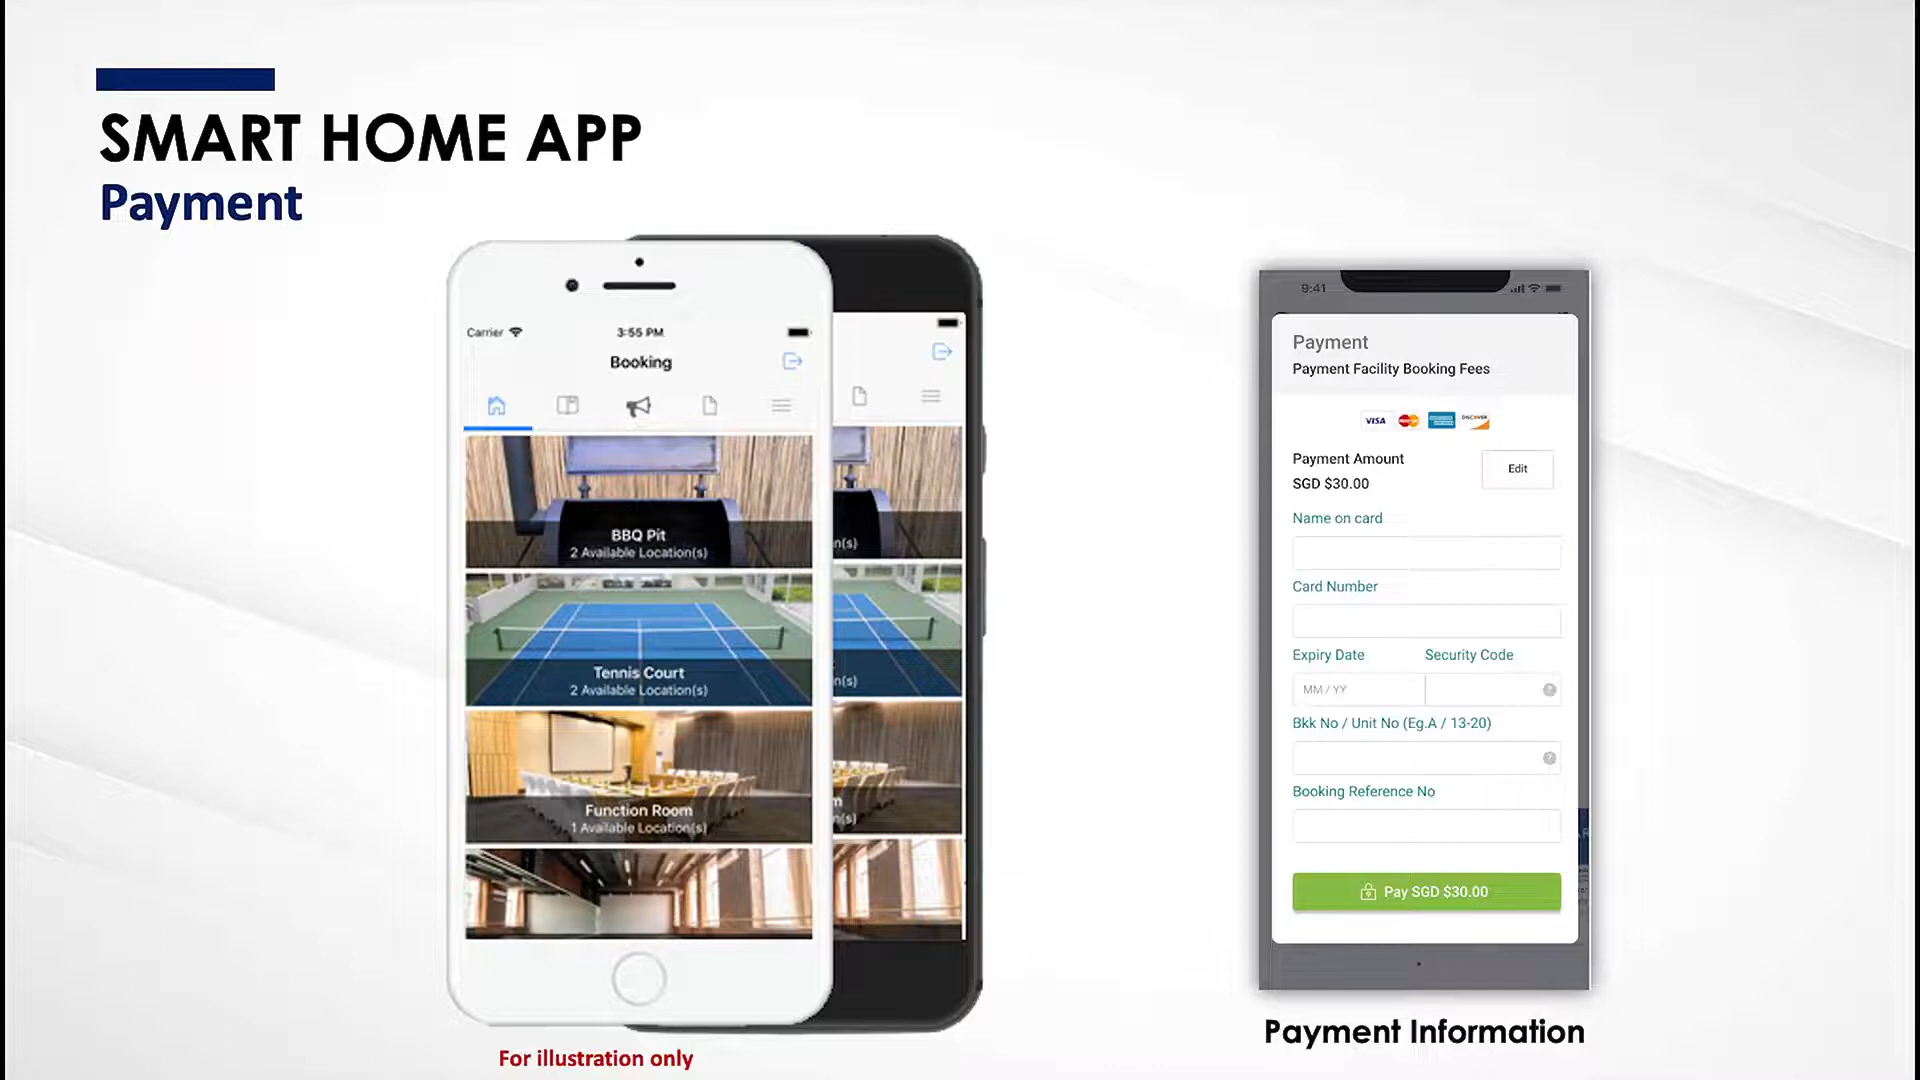 SMART HOME APP
Payment
Carrier
3:55 PM
Booking
BBQ Pit
2 Available Location(s)
Tennis Court
2 Available Location(s)
Function Room
1 Available Location(s)
n(s)
n(s)
m
n(s)
For illustration only
9:41
Payment
Payment Facility Booking Fees
VISA
DISCOVER
Payment Amount
SGD $30.00
Edit
Name on card
Card Number
Expiry Date
Security Code
MM / YY
?
Bkk No / Unit No (Eg.A / 13-20)
?
Booking Reference No
Pay SGD $30.00
Payment Information